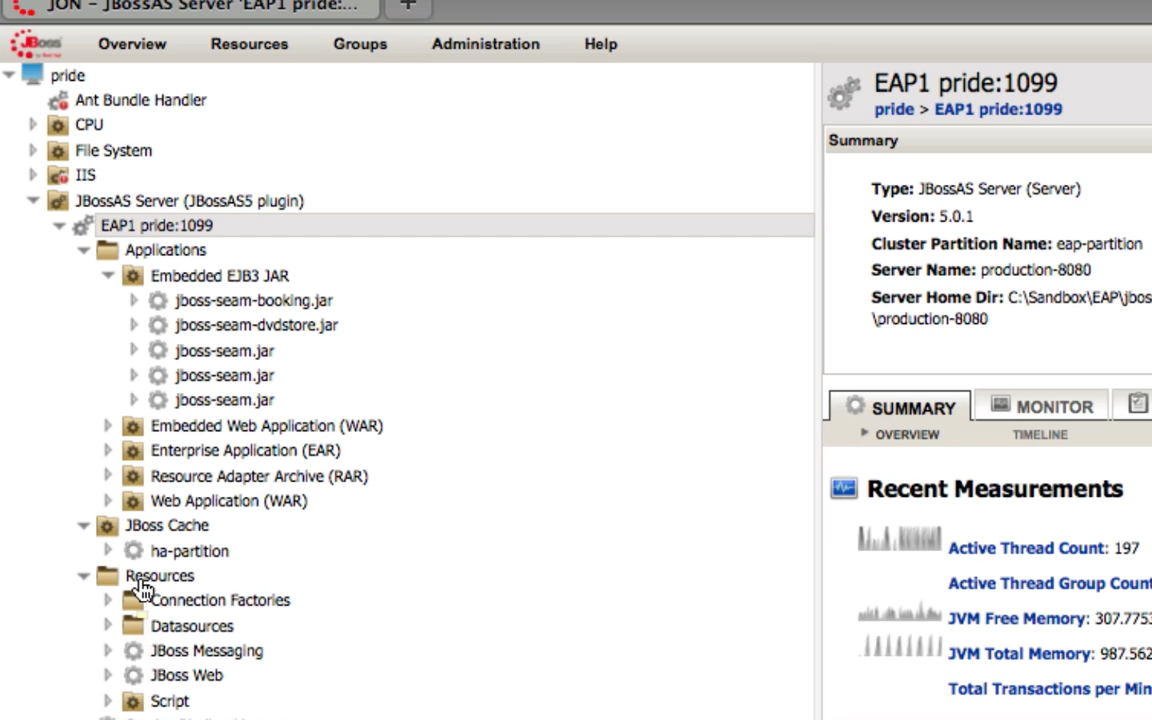 JON - JBossAS Server 'EAP1 pride:...
+
JBoss
Overview
Resources
Groups
Administration
Help
pride
Ant Bundle Handler
CPU
File System
IIS
JBossAS Server (JBossAS5 plugin)
EAP1 pride:1099
Applications
Embedded EJB3 JAR
jboss-seam-booking.jar
jboss-seam-dvdstore.jar
jboss-seam.jar
jboss-seam.jar
jboss-seam.jar
Embedded Web Application (WAR)
Enterprise Application (EAR)
Resource Adapter Archive (RAR)
Web Application (WAR)
JBoss Cache
ha-partition
Resources
Connection Factories
Datasources
JBoss Messaging
JBoss Web
Script
EAP1 pride:1099
pride > EAP1 pride:1099
Summary
Type: JBossAS Server (Server)
Version: 5.0.1
Cluster Partition Name: eap-partition
Server Name: production-8080
Server Home Dir: C:\Sandbox\EAP\jbos
\production-8080
SUMMARY
MONITOR
OVERVIEW
TIMELINE
Recent Measurements
Active Thread Count: 197
Active Thread Group Count
JVM Free Memory: 307.7753
JVM Total Memory: 987.562
Total Transactions per Min